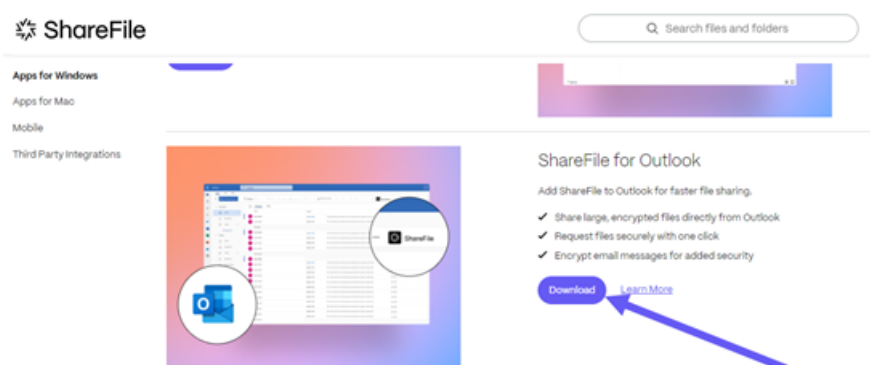 ShareFile
Search files and folders
Apps for Windows
Apps for Mac
Mobile
Third Party Integrations
ShareFile for Outlook
Add ShareFile to Outlook for faster file sharing.
✓ Share large, encrypted files directly from Outlook
✓ Request files securely with one click
✓ Encrypt email messages for added security
Download Learn More
ShareFile